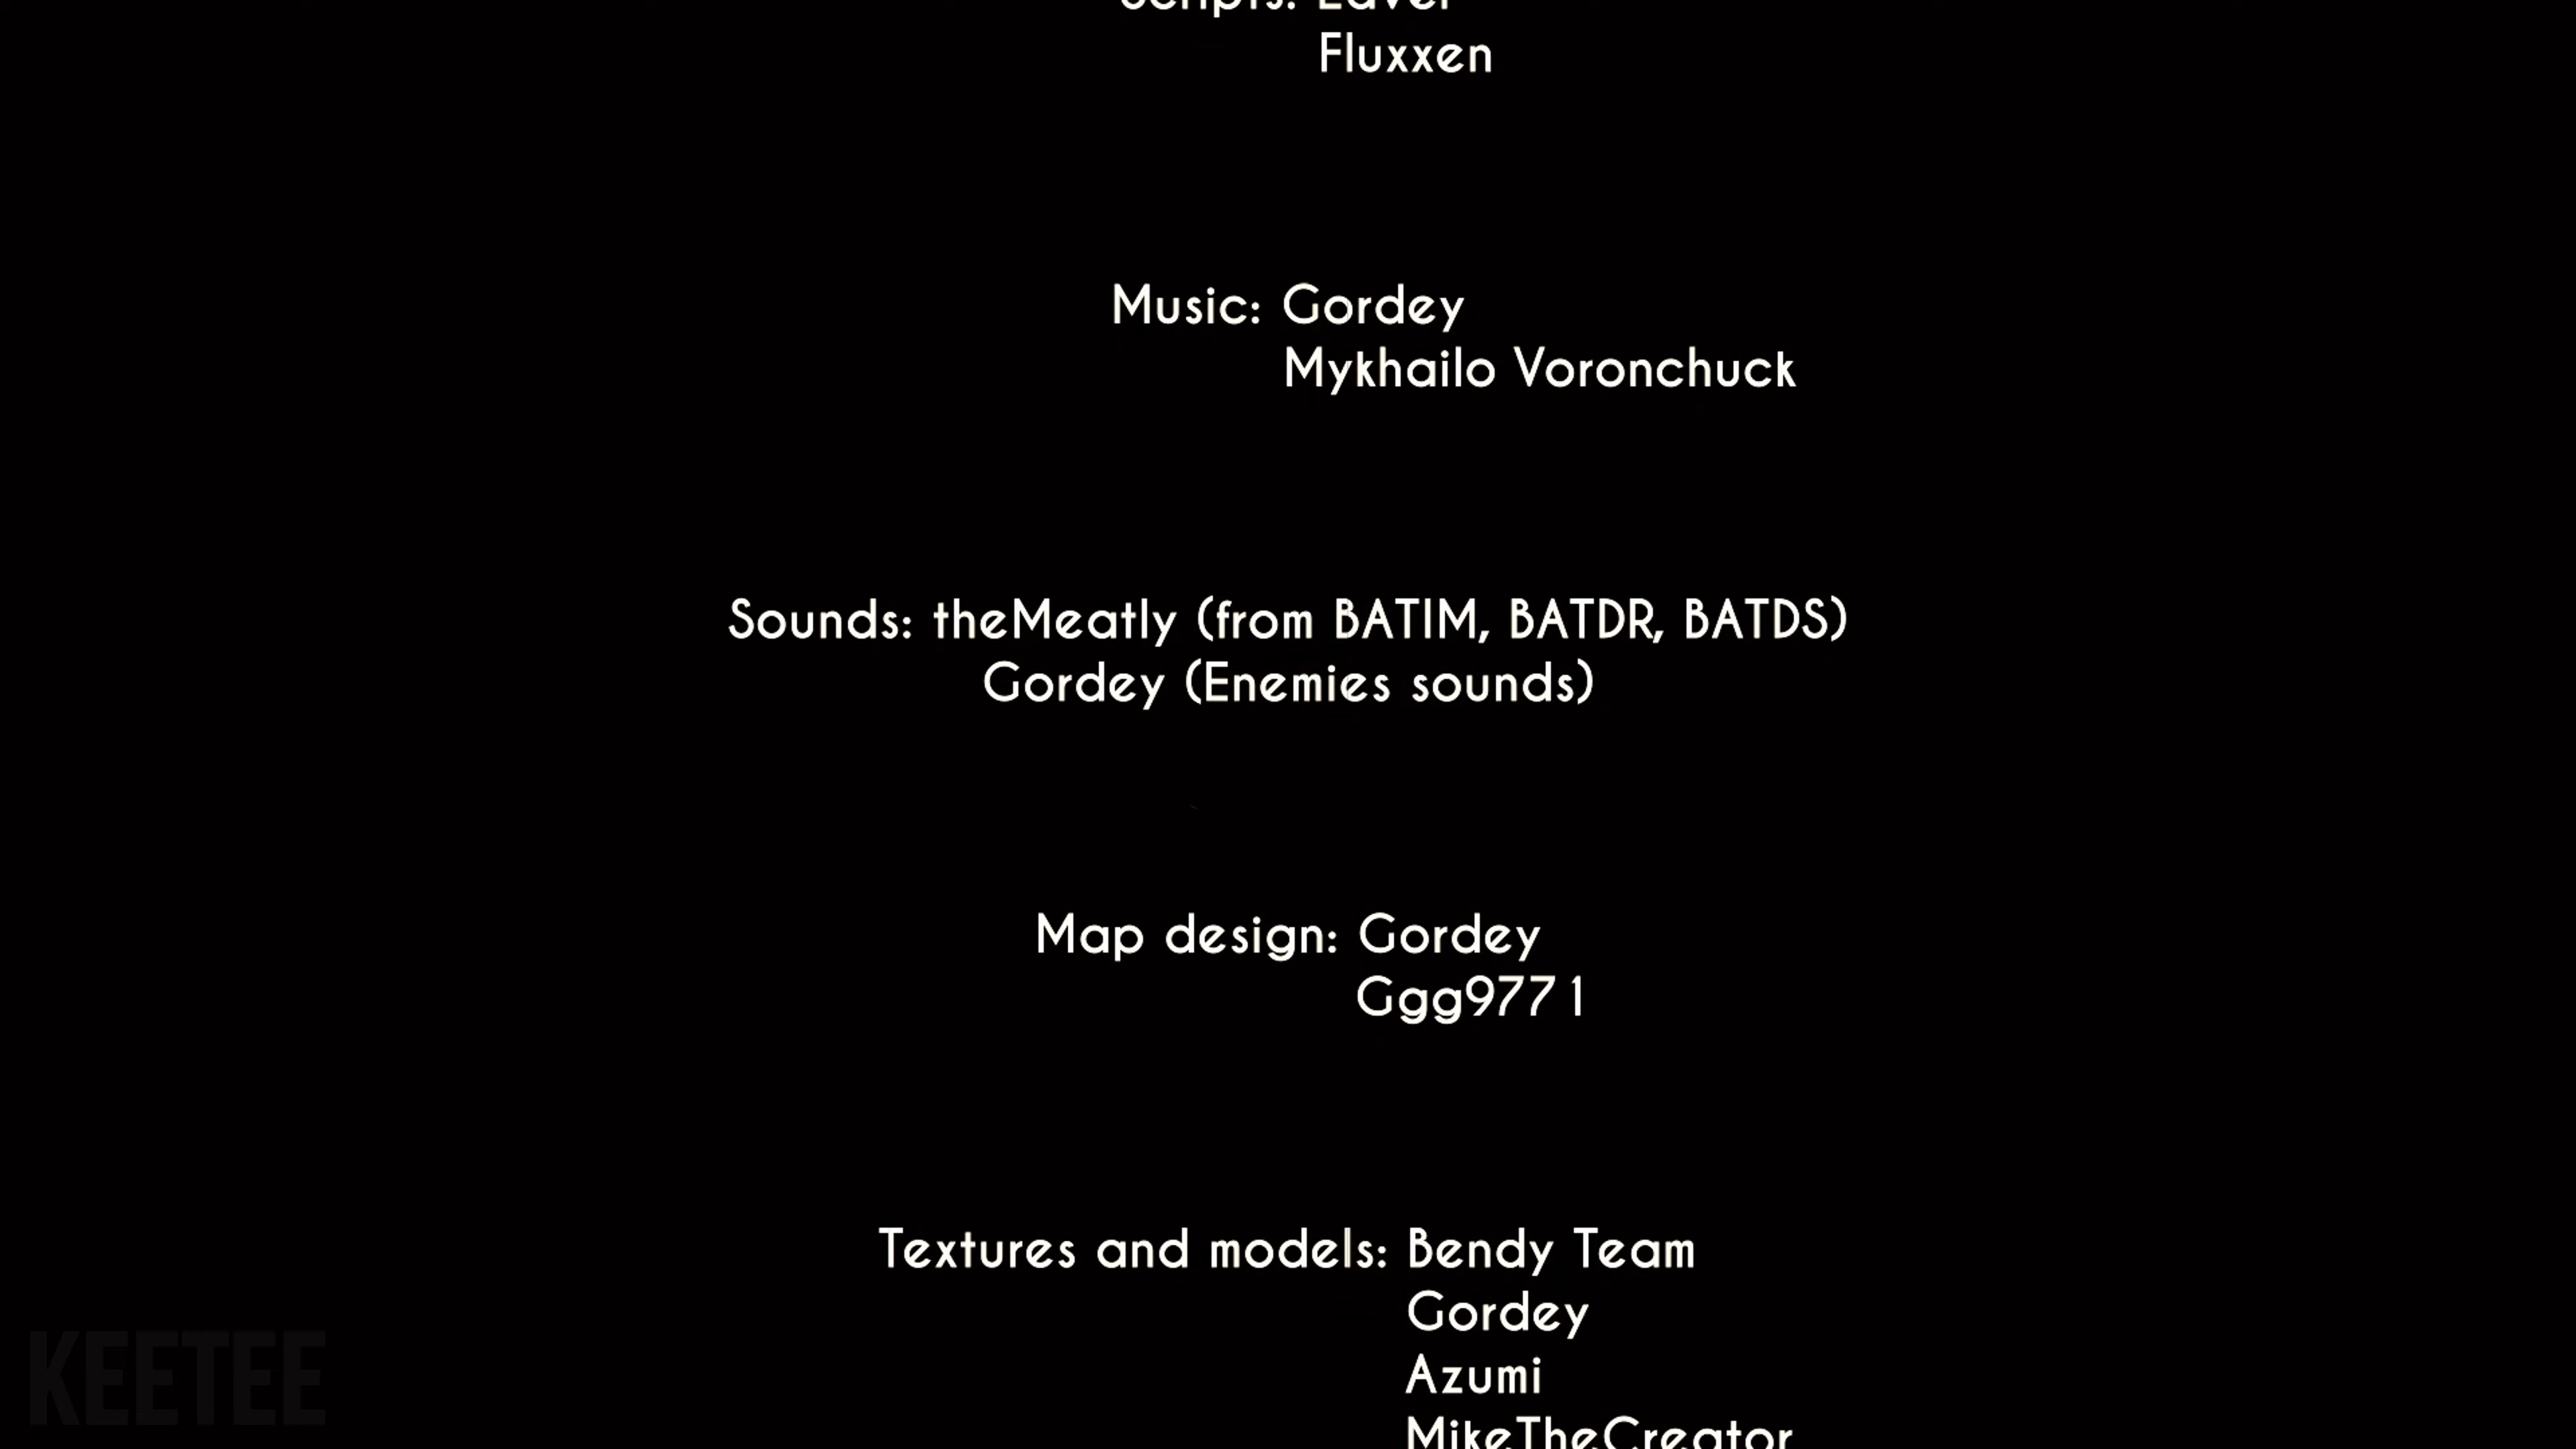 Scripts:
Fluxxen
Music: Gordey
Mykhailo Voronchuck
Sounds: theMeatly (from BATIM, BATDR, BATDS)
Gordey (Enemies sounds)
Map design: Gordey
Ggg9771
Textures and models: Bendy Team
Gordey
Azumi
MikeTheCreator
KEETEE